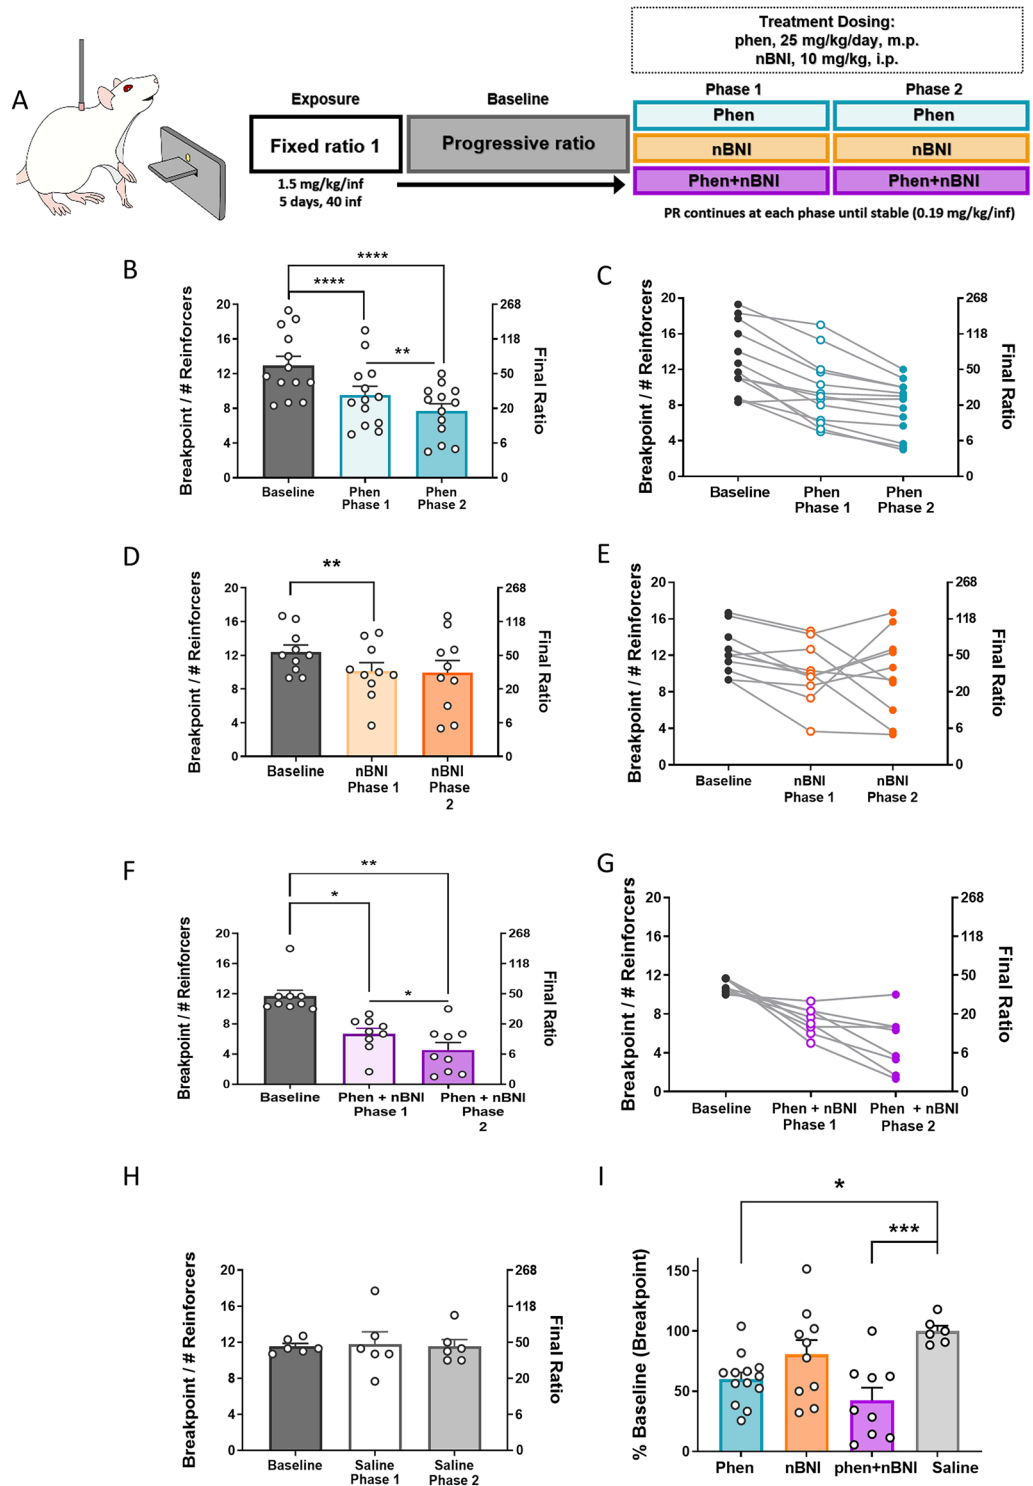 Treatment Dosing:
phen, 25 mg/kg/day, m.p.
nBNI, 10 mg/kg, i.p.
A
Exposure
Baseline
Phase 1
Phase 2
Fixed ratio 1
Progressive ratio
Phen
Phen
nBNI
nBNI
Phen+nBNI
Phen+nBNI
1.5 mg/kg/inf
5 days, 40 inf
PR continues at each phase until stable (0.19 mg/kg/inf)
B
****
****
**
Breakpoint / # Reinforcers
20
16
12
8
4
0
268
118
50
20
6
0
Final Ratio
Baseline
Phen
Phase 1
Phen
Phase 2
C
Breakpoint / # Reinforcers
20
16
12
8
4
0
268
118
50
20
6
0
Final Ratio
Baseline
Phen
Phase 1
Phen
Phase 2
D
**
Breakpoint / # Reinforcers
20
16
12
8
4
0
268
118
50
20
6
0
Final Ratio
Baseline
nBNI
Phase 1
nBNI
Phase
2
E
Breakpoint / # Reinforcers
20
16
12
8
4
0
268
118
50
20
6
0
Final Ratio
Baseline
nBNI
Phase 1
nBNI
Phase 2
F
**
*
*
Breakpoint / # Reinforcers
20
16
12
8
4
0
268
118
50
20
6
0
Final Ratio
Baseline
Phen + nBNI
Phase 1
Phen + nBNI
Phase
2
G
Breakpoint / # Reinforcers
20
16
12
8
4
0
268
118
50
20
6
0
Final Ratio
Baseline
Phen + nBNI
Phase 1
Phen + nBNI
Phase 2
H
Breakpoint / # Reinforcers
20
16
12
8
4
0
268
118
50
20
6
0
Final Ratio
Baseline
Saline
Phase 1
Saline
Phase 2
I
*
***
% Baseline (Breakpoint)
150
100
50
0
Phen
nBNI
phen+nBNI
Saline